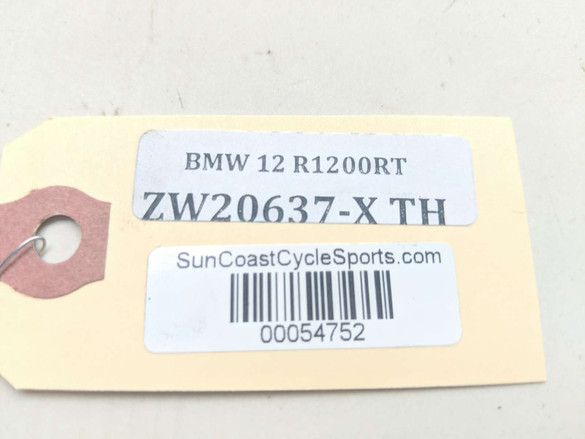 BMW 12 R1200RT
ZW20637-X TH
SunCoastCycleSports.com
00054752